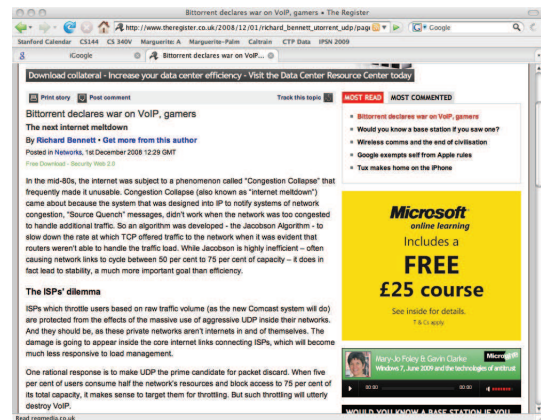 Bittorrent declares war on VoIP, gamers • The Register
http://www.theregister.co.uk/2008/12/01/richard_bennett_utorrent_udp/page
Google
Stanford Calendar CS144 CS 340V Marguerite: A Marguerite-Palm Caltrain CTP Data IPSN 2009
iGoogle
Bittorrent declares war on VoIP...
Download collateral - Increase your data center efficiency - Visit the Data Center Resource Center today
Print story Post comment Track this topic
Bittorrent declares war on VoIP, gamers
The next internet meltdown
By Richard Bennett • Get more from this author
Posted in Networks, 1st December 2008 12:29 GMT
Free Download - Security Web 2.0
In the mid-80s, the internet was subject to a phenomenon called "Congestion Collapse" that
frequently made it unusable. Congestion Collapse (also known as "internet meltdown")
came about because the system that was designed into IP to notify systems of network
congestion, "Source Quench" messages, didn't work when the network was too congested
to handle additional traffic. So an algorithm was developed - the Jacobson Algorithm - to
slow down the rate at which TCP offered traffic to the network when it was evident that
routers weren't able to handle the traffic load. While Jacobson is highly inefficient – often
causing network links to cycle between 50 per cent to 75 per cent of capacity – it does in
fact lead to stability, a much more important goal than efficiency.
The ISPs' dilemma
ISPs which throttle users based on raw traffic volume (as the new Comcast system will do)
are protected from the effects of the massive use of aggressive UDP inside their networks.
And they should be, as these private networks aren't internets in and of themselves. The
damage is going to appear inside the core internet links connecting ISPs, which will become
much less responsive to load management.
One rational response is to make UDP the prime candidate for packet discard. When five
per cent of users consume half the network's resources and block access to 75 per cent of
its total capacity, it makes sense to target them for throttling. But such throttling will utterly
destroy VoIP.
MOST READ MOST COMMENTED
Bittorrent declares war on VoIP, gamers
Would you know a base station if you saw one?
Wireless comms and the end of civilisation
Google exempts self from Apple rules
Tux makes home on the iPhone
Microsoft
online learning
Includes a
FREE
£25 course
See inside for details.
T & Cs apply.
Mary-Jo Foley & Gavin Clarke
Windows 7, June 2009 and the technologies of antitrust
Micros
00:00 00:00
WOULD YOU KNOW A BASE STATION IF YOU
Read regmedia.co.uk